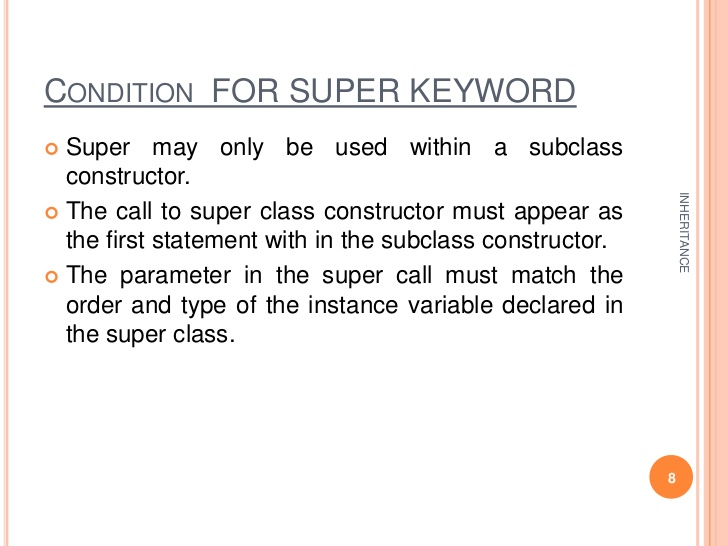 CONDITION FOR SUPER KEYWORD
Super may only be used within a subclass
constructor.
The call to super class constructor must appear as
the first statement with in the subclass constructor.
The parameter in the super call must match the
order and type of the instance variable declared in
the super class.
INHERITANCE
8